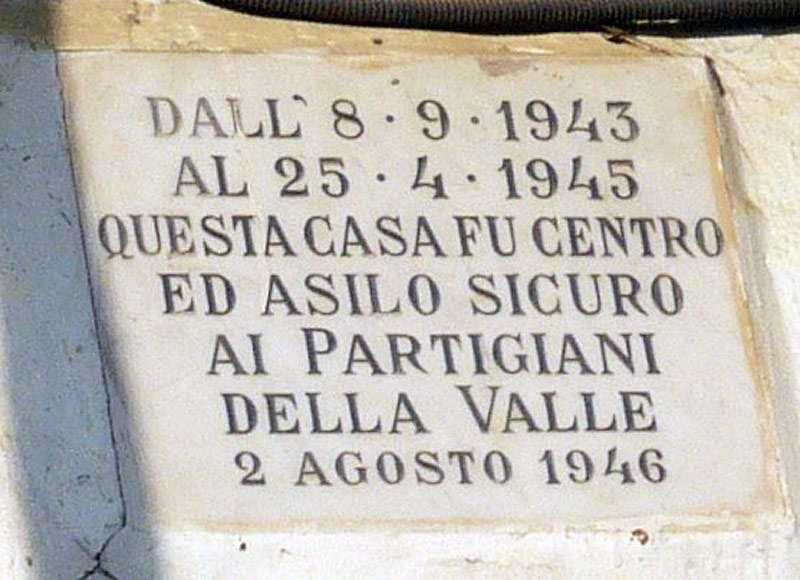 DALL' 8 · 9 · 1943
AL 25 · 4 · 1945
QUESTA CASA FU CENTRO
ED ASILO SICURO
AI PARTIGIANI
DELLA VALLE
2 AGOSTO 1946